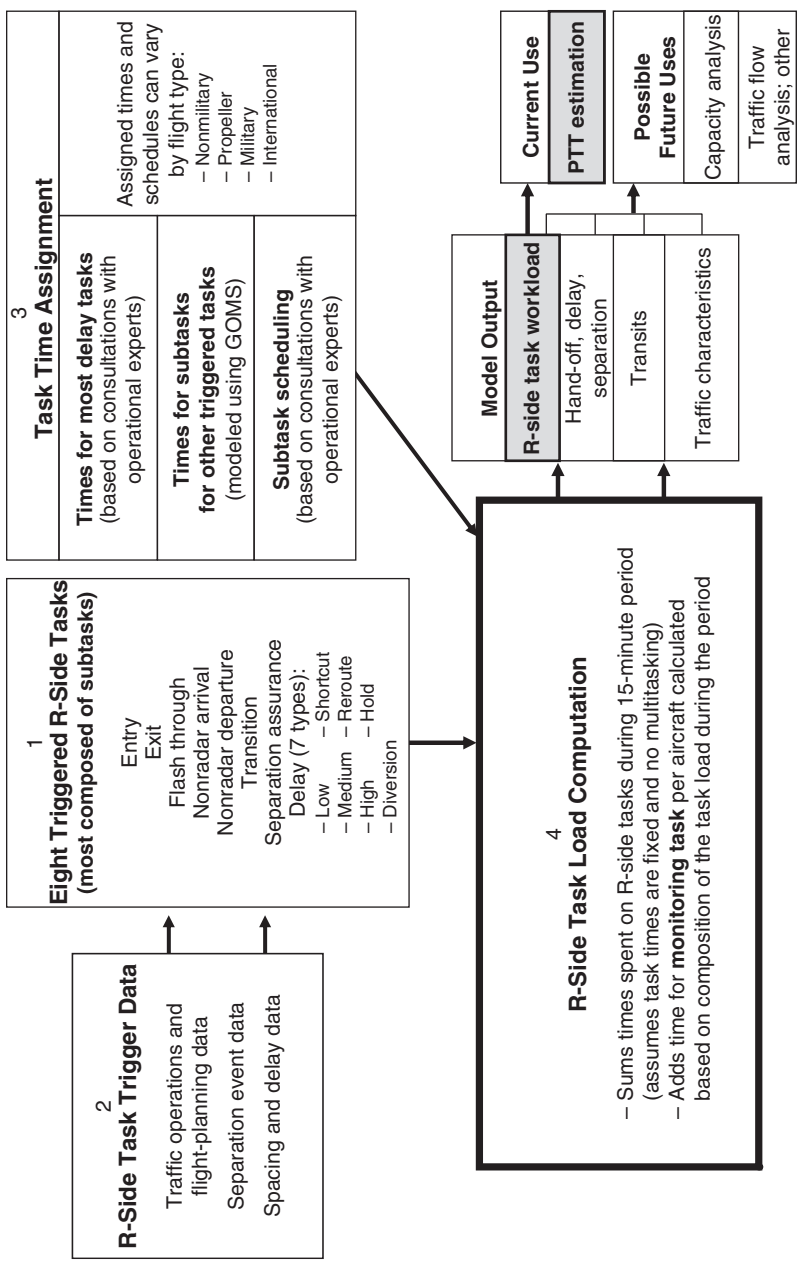 2
R-Side Task Trigger Data
Traffic operations and
flight-planning data
Separation event data
Spacing and delay data
1
Eight Triggered R-Side Tasks
(most composed of subtasks)
Entry
Exit
Flash through
Nonradar arrival
Nonradar departure
Transition
Separation assurance
Delay (7 types):
– Low – Shortcut
– Medium – Reroute
– High – Hold
– Diversion
3
Task Time Assignment
Times for most delay tasks
(based on consultations with
operational experts)
Times for subtasks
for other triggered tasks
(modeled using GOMS)
Subtask scheduling
(based on consultations with
operational experts)
Assigned times and
schedules can vary
by flight type:
– Nonmilitary
– Propeller
– Military
– International
4
R-Side Task Load Computation
– Sums times spent on R-side tasks during 15-minute period
(assumes task times are fixed and no multitasking)
– Adds time for monitoring task per aircraft calculated
based on composition of the task load during the period
Model Output
R-side task workload
Hand-off, delay,
separation
Transits
Traffic characteristics
Current Use
PTT estimation
Possible
Future Uses
Capacity analysis
Traffic flow
analysis; other